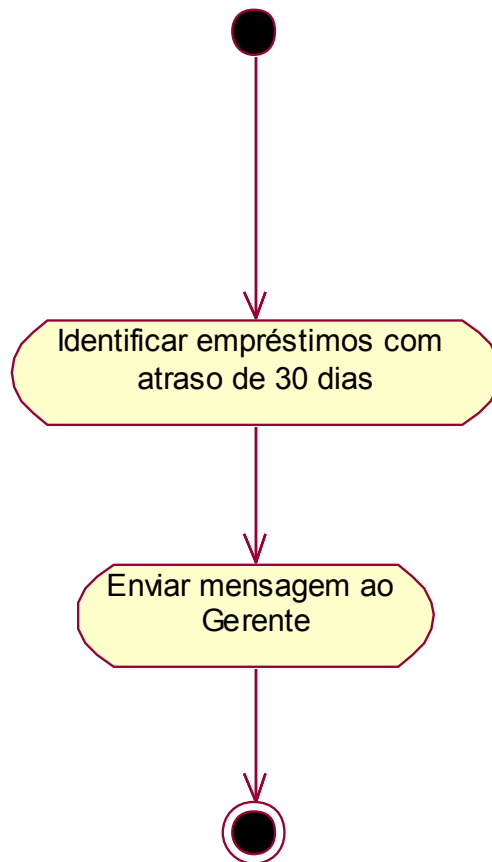 Identificar empréstimos com
atraso de 30 dias
Enviar mensagem ao
Gerente